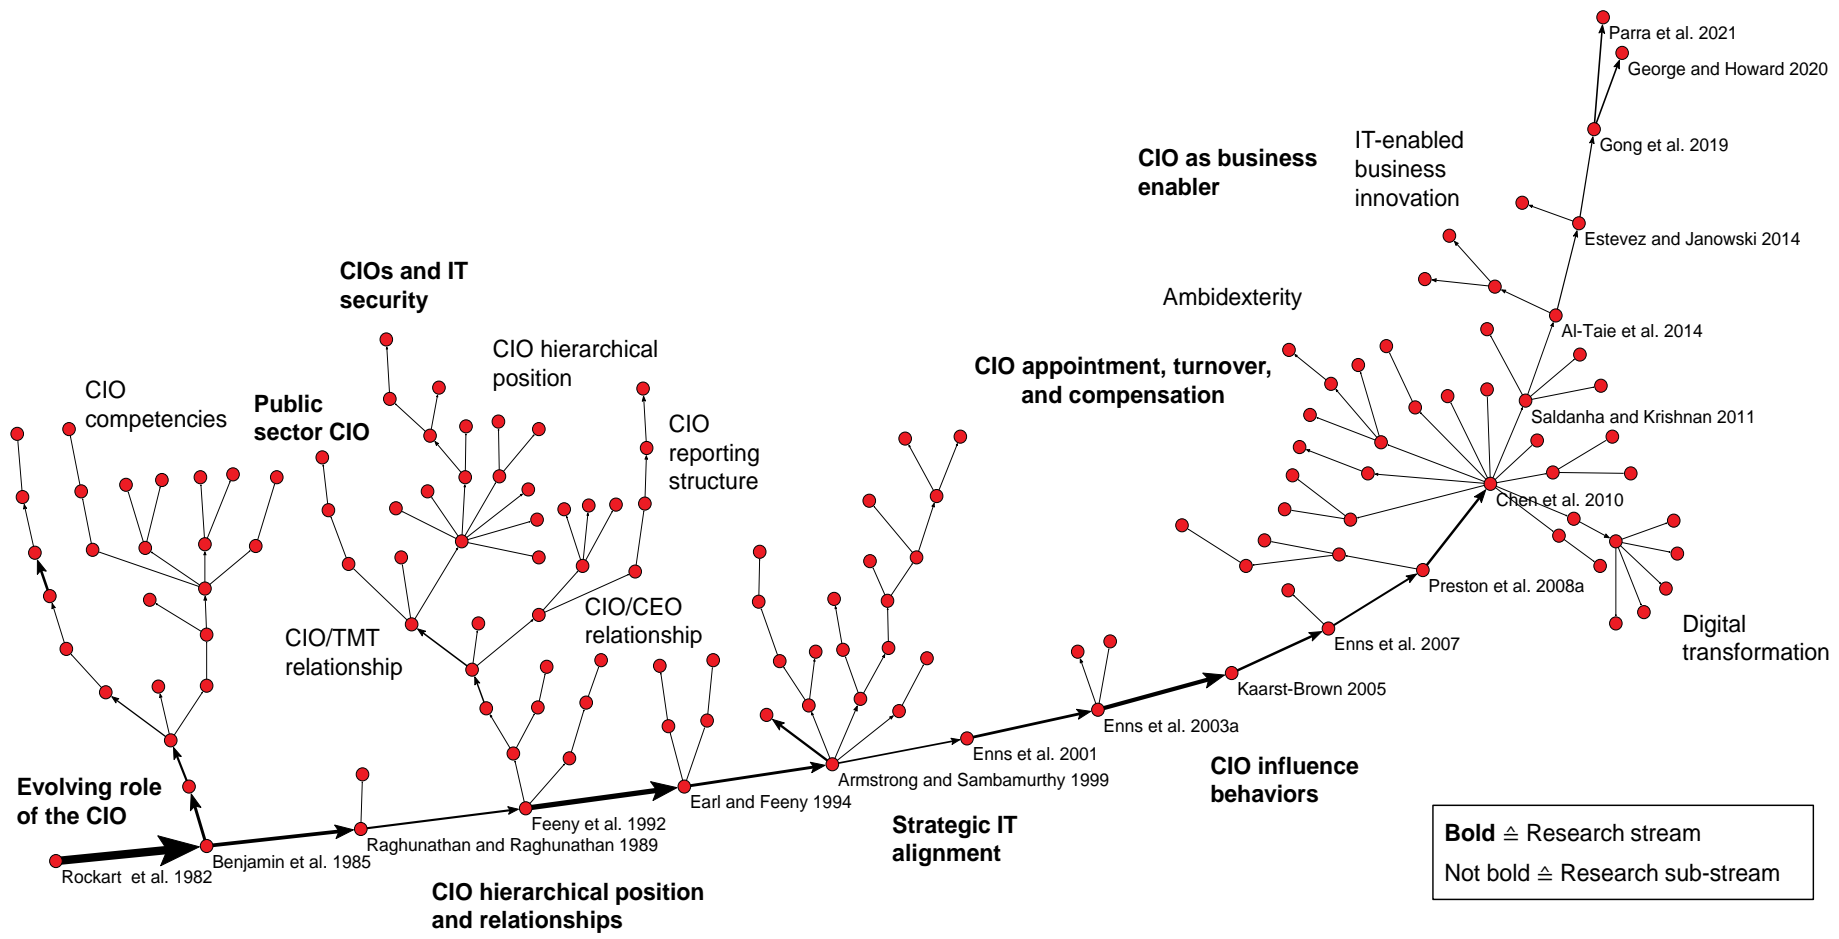 Parra et al. 2021
George and Howard 2020
Gong et al. 2019
CIO as business
enabler
IT-enabled
business
innovation
Estevez and Janowski 2014
CIOs and IT
security
Ambidexterity
Al-Taie et al. 2014
CIO hierarchical
position
CIO appointment, turnover,
and compensation
CIO
competencies
Public
sector CIO
CIO
reporting
structure
Saldanha and Krishnan 2011
Chen et al. 2010
Preston et al. 2008a
CIO/TMT
relationship
CIO/CEO
relationship
Digital
transformation
Enns et al. 2007
Kaarst-Brown 2005
Enns et al. 2003a
Enns et al. 2001
Armstrong and Sambamurthy 1999
CIO influence
behaviors
Evolving role
of the CIO
Earl and Feeny 1994
Feeny et al. 1992
Raghunathan and Raghunathan 1989
Benjamin et al. 1985
Rockart et al. 1982
Strategic IT
alignment
CIO hierarchical position
and relationships
Bold ≙ Research stream
Not bold ≙ Research sub-stream